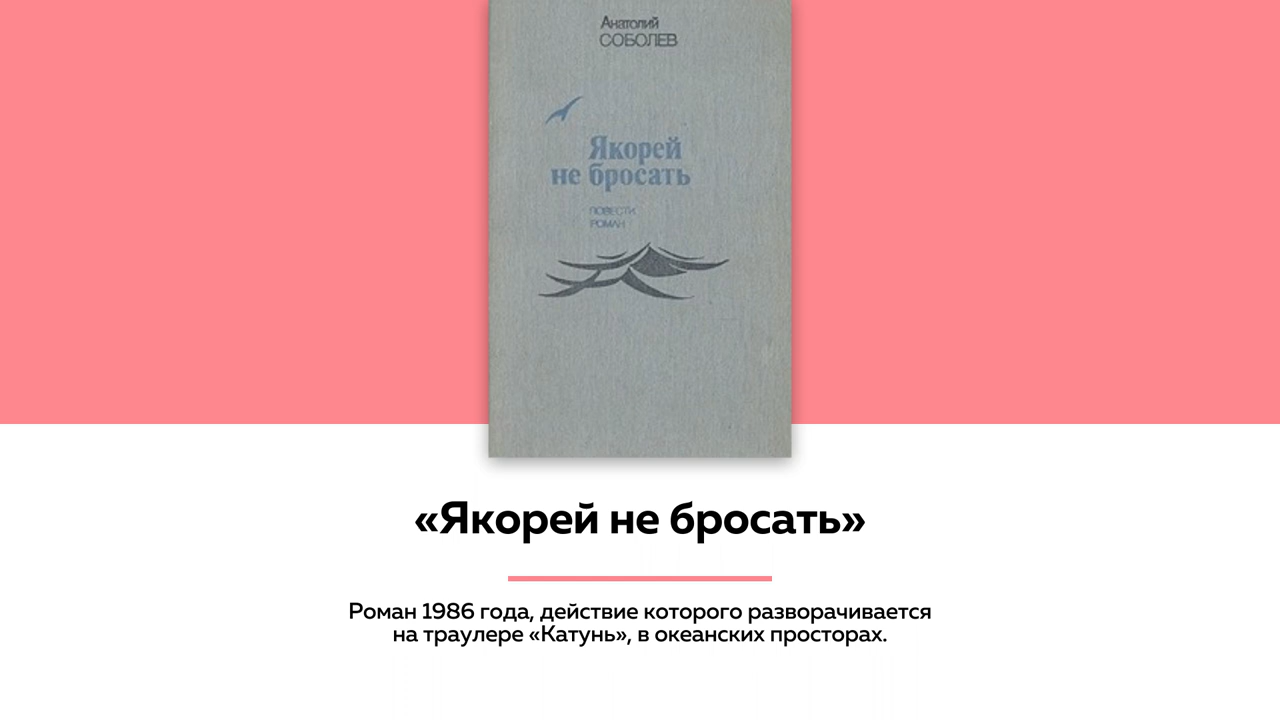 Анатолий
СОБОЛЕВ
Якорей
не бросать
ПОВЕСТИ
РОМАН
«Якорей не бросать»
Роман 1986 года, действие которого разворачивается
на траулере «Катунь», в океанских просторах.